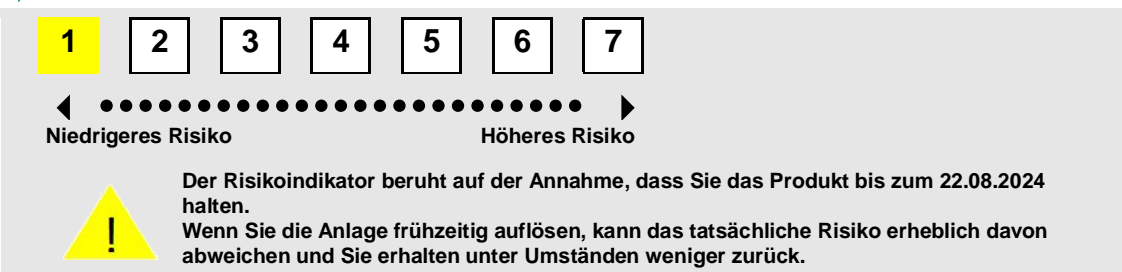 1 2 3 4 5 6 7
Niedrigeres Risiko Höheres Risiko
Der Risikoindikator beruht auf der Annahme, dass Sie das Produkt bis zum 22.08.2024
halten.
Wenn Sie die Anlage frühzeitig auflösen, kann das tatsächliche Risiko erheblich davon
abweichen und Sie erhalten unter Umständen weniger zurück.
!